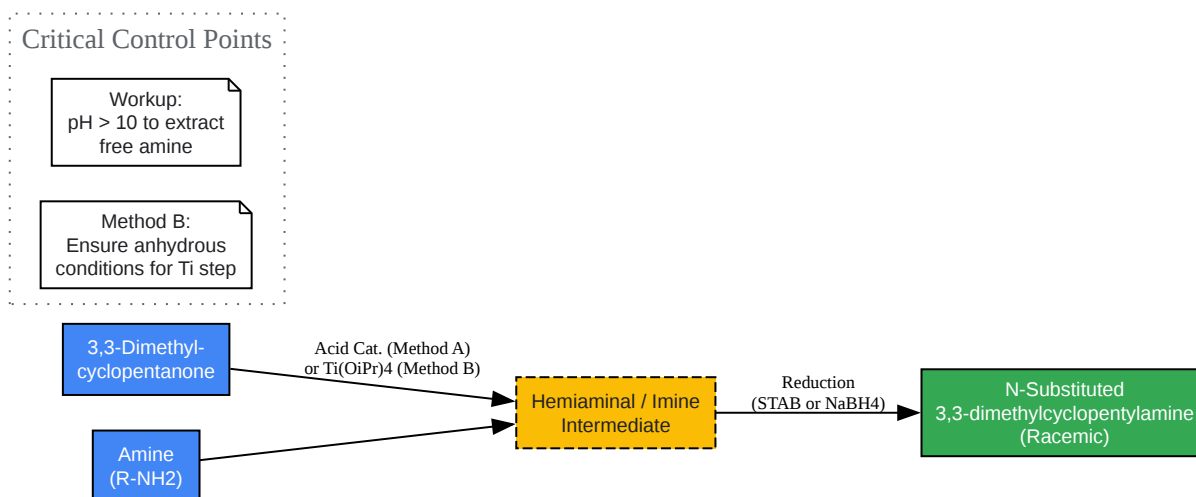 Critical Control Points
Workup:
pH > 10 to extract
free amine
Method B:
Ensure anhydrous
conditions for Ti step
3,3-Dimethyl-
cyclopentanone
Acid Cat. (Method A)
or Ti(OiPr)4 (Method B)
Amine
(R-NH2)
Hemiaminal / Imine
Intermediate
Reduction
(STAB or NaBH4)
N-Substituted
3,3-dimethylcyclopentylamine
(Racemic)